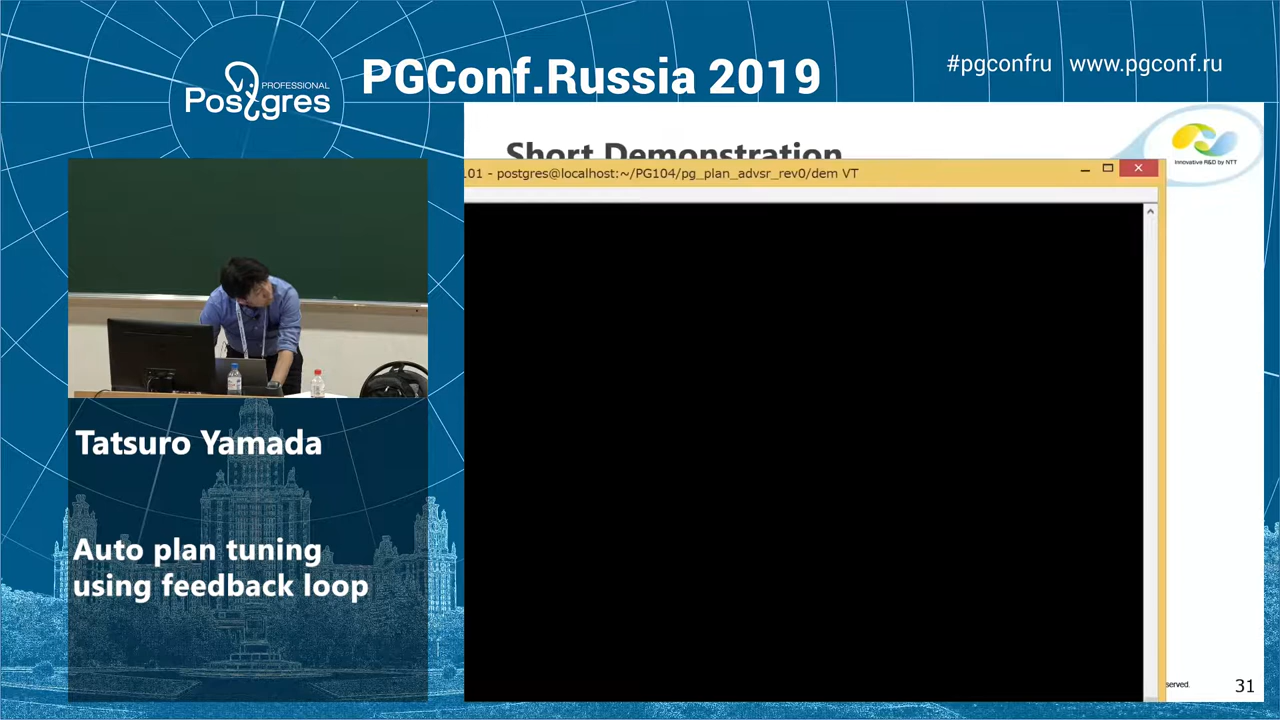 PROFESSIONAL
Postgres
PGConf.Russia 2019
#pgconfru www.pgconf.ru
Short Demonstration
Innovative R&D by NTT
101 - postgres@localhost:~/PG104/pg_plan_advsr_rev0/dem VT
Tatsuro Yamada
Auto plan tuning
using feedback loop
served.
31